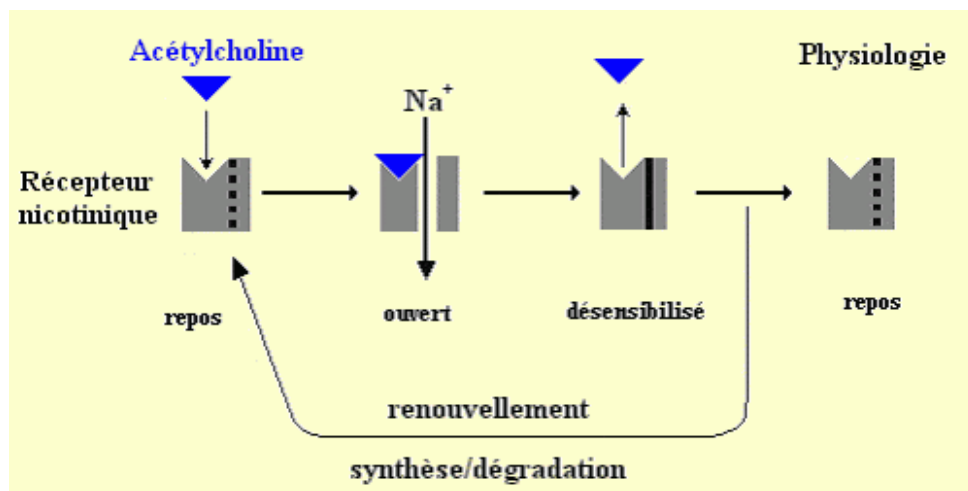 Acétylcholine
Physiologie
Na+
Récepteur
nicotinique
repos
ouvert
désensibilisé
repos
renouvellement
synthèse/dégradation